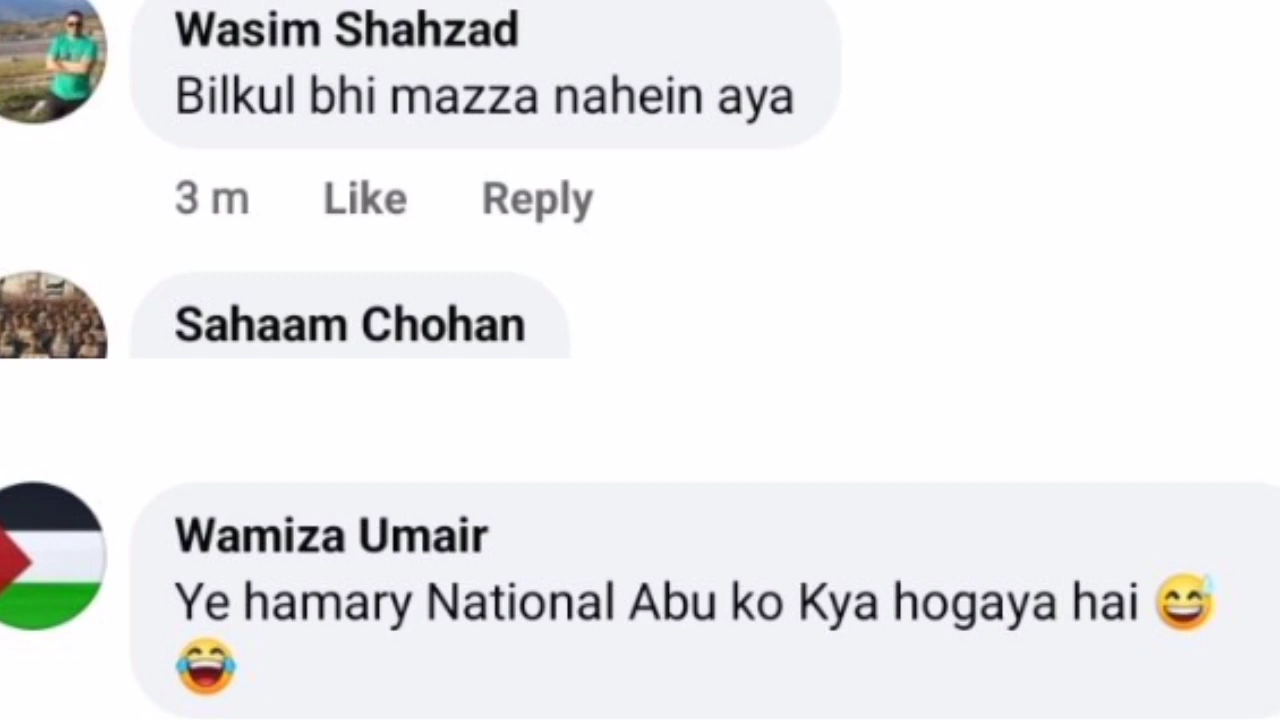 Wasim Shahzad
Bilkul bhi mazza nahein aya
3 m Like Reply
Sahaam Chohan
Wamiza Umair
Ye hamary National Abu ko Kya hogaya hai 😅
😂